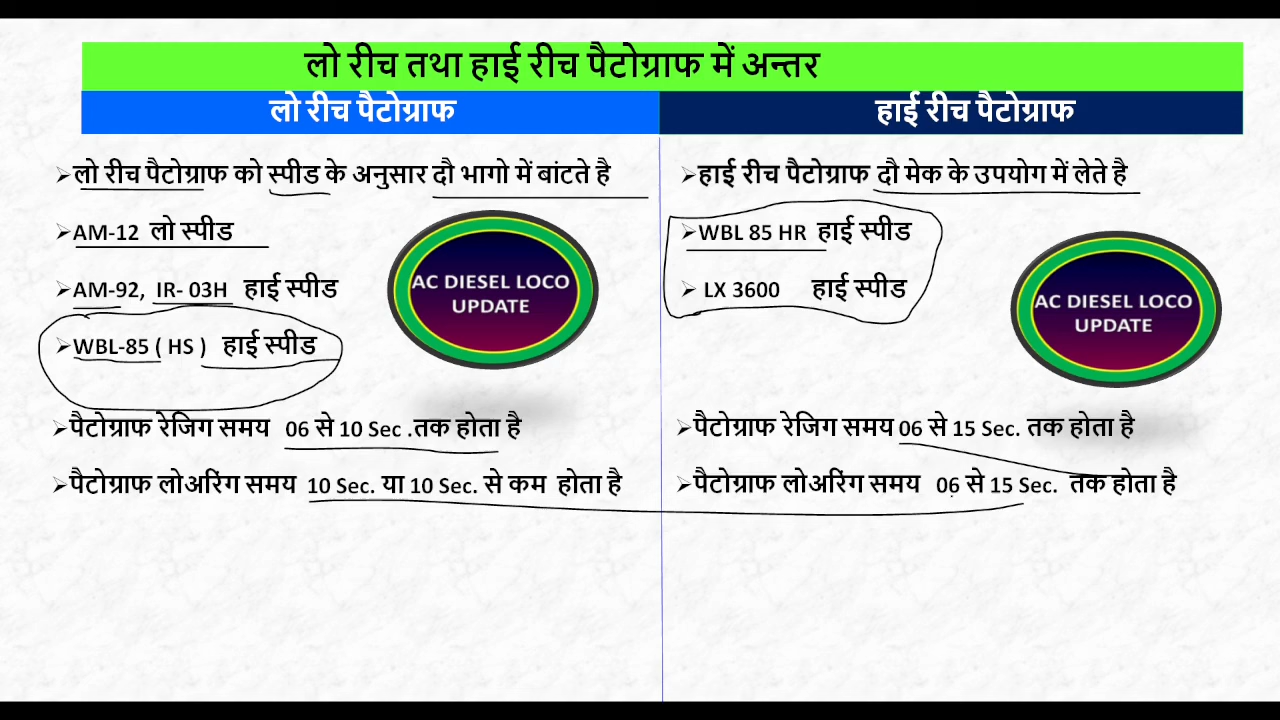 लो रीच तथा हाई रीच पैटोग्राफ में अन्तर
लो रीच पैटोग्राफ
हाई रीच पैटोग्राफ
➢लो रीच पैटोग्राफ को स्पीड के अनुसार दौ भागो में बांटते है
➢AM-12 लो स्पीड
➢AM-92, IR- 03H हाई स्पीड
➢WBL-85 ( HS ) हाई स्पीड
AC DIESEL LOCO
UPDATE
➢पैटोग्राफ रेजिग समय 06 से 10 Sec .तक होता है
➢पैटोग्राफ लोअरिंग समय 10 Sec. या 10 Sec. से कम होता है
➢हाई रीच पैटोग्राफ दौ मेक के उपयोग में लेते है
➢WBL 85 HR हाई स्पीड
➢ LX 3600 हाई स्पीड
AC DIESEL LOCO
UPDATE
➢पैटोग्राफ रेजिग समय 06 से 15 Sec. तक होता है
➢पैटोग्राफ लोअरिंग समय 06 से 15 Sec. तक होता है